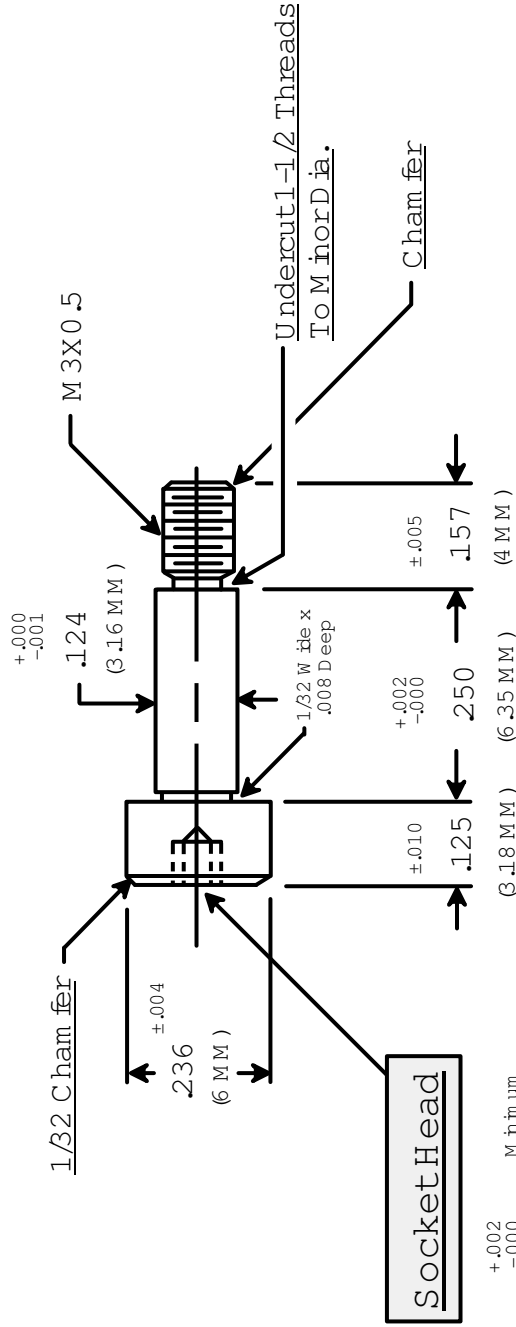 1/32 Chamfer
±.004
.236
(6 MM)
+.000
-.001
.124
(3.16 MM)
M3X0.5
Undercut 1-1/2 Threads
To Minor Dia.
Chamfer
1/32 Wide x
.008 Deep
±.010
.125
(3.18 MM)
+.002
-.000
.250
(6.35 MM)
±.005
.157
(4 MM)
Socket Head
+.002
-.000
Minimum